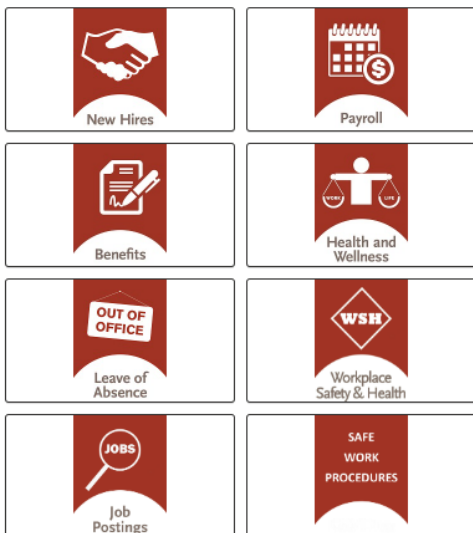 New Hires
$
Payroll
Benefits
WORK
LIFE
Health and
Wellness
OUT OF
OFFICE
Leave of
Absence
WSH
Workplace
Safety & Health
JOBS
Job
Postings
SAFE
WORK
PROCEDURES